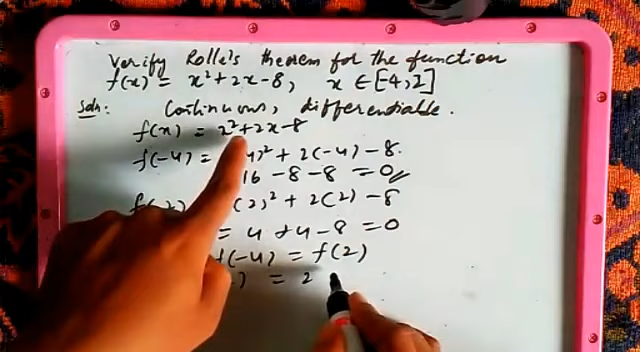 Verify Rolle's theorem for the function
f(x) = x² + 2x - 8, x ∈ [-4, 2]
Soln: Continuous, differentiable.
f(x) = x² + 2x - 8
f(-4) = 4)² + 2(-4) - 8.
16 - 8 - 8 = 0
f(2) (2)² + 2(2) - 8
= 4 + 4 - 8 = 0
f(-4) = f(2)
) = 2